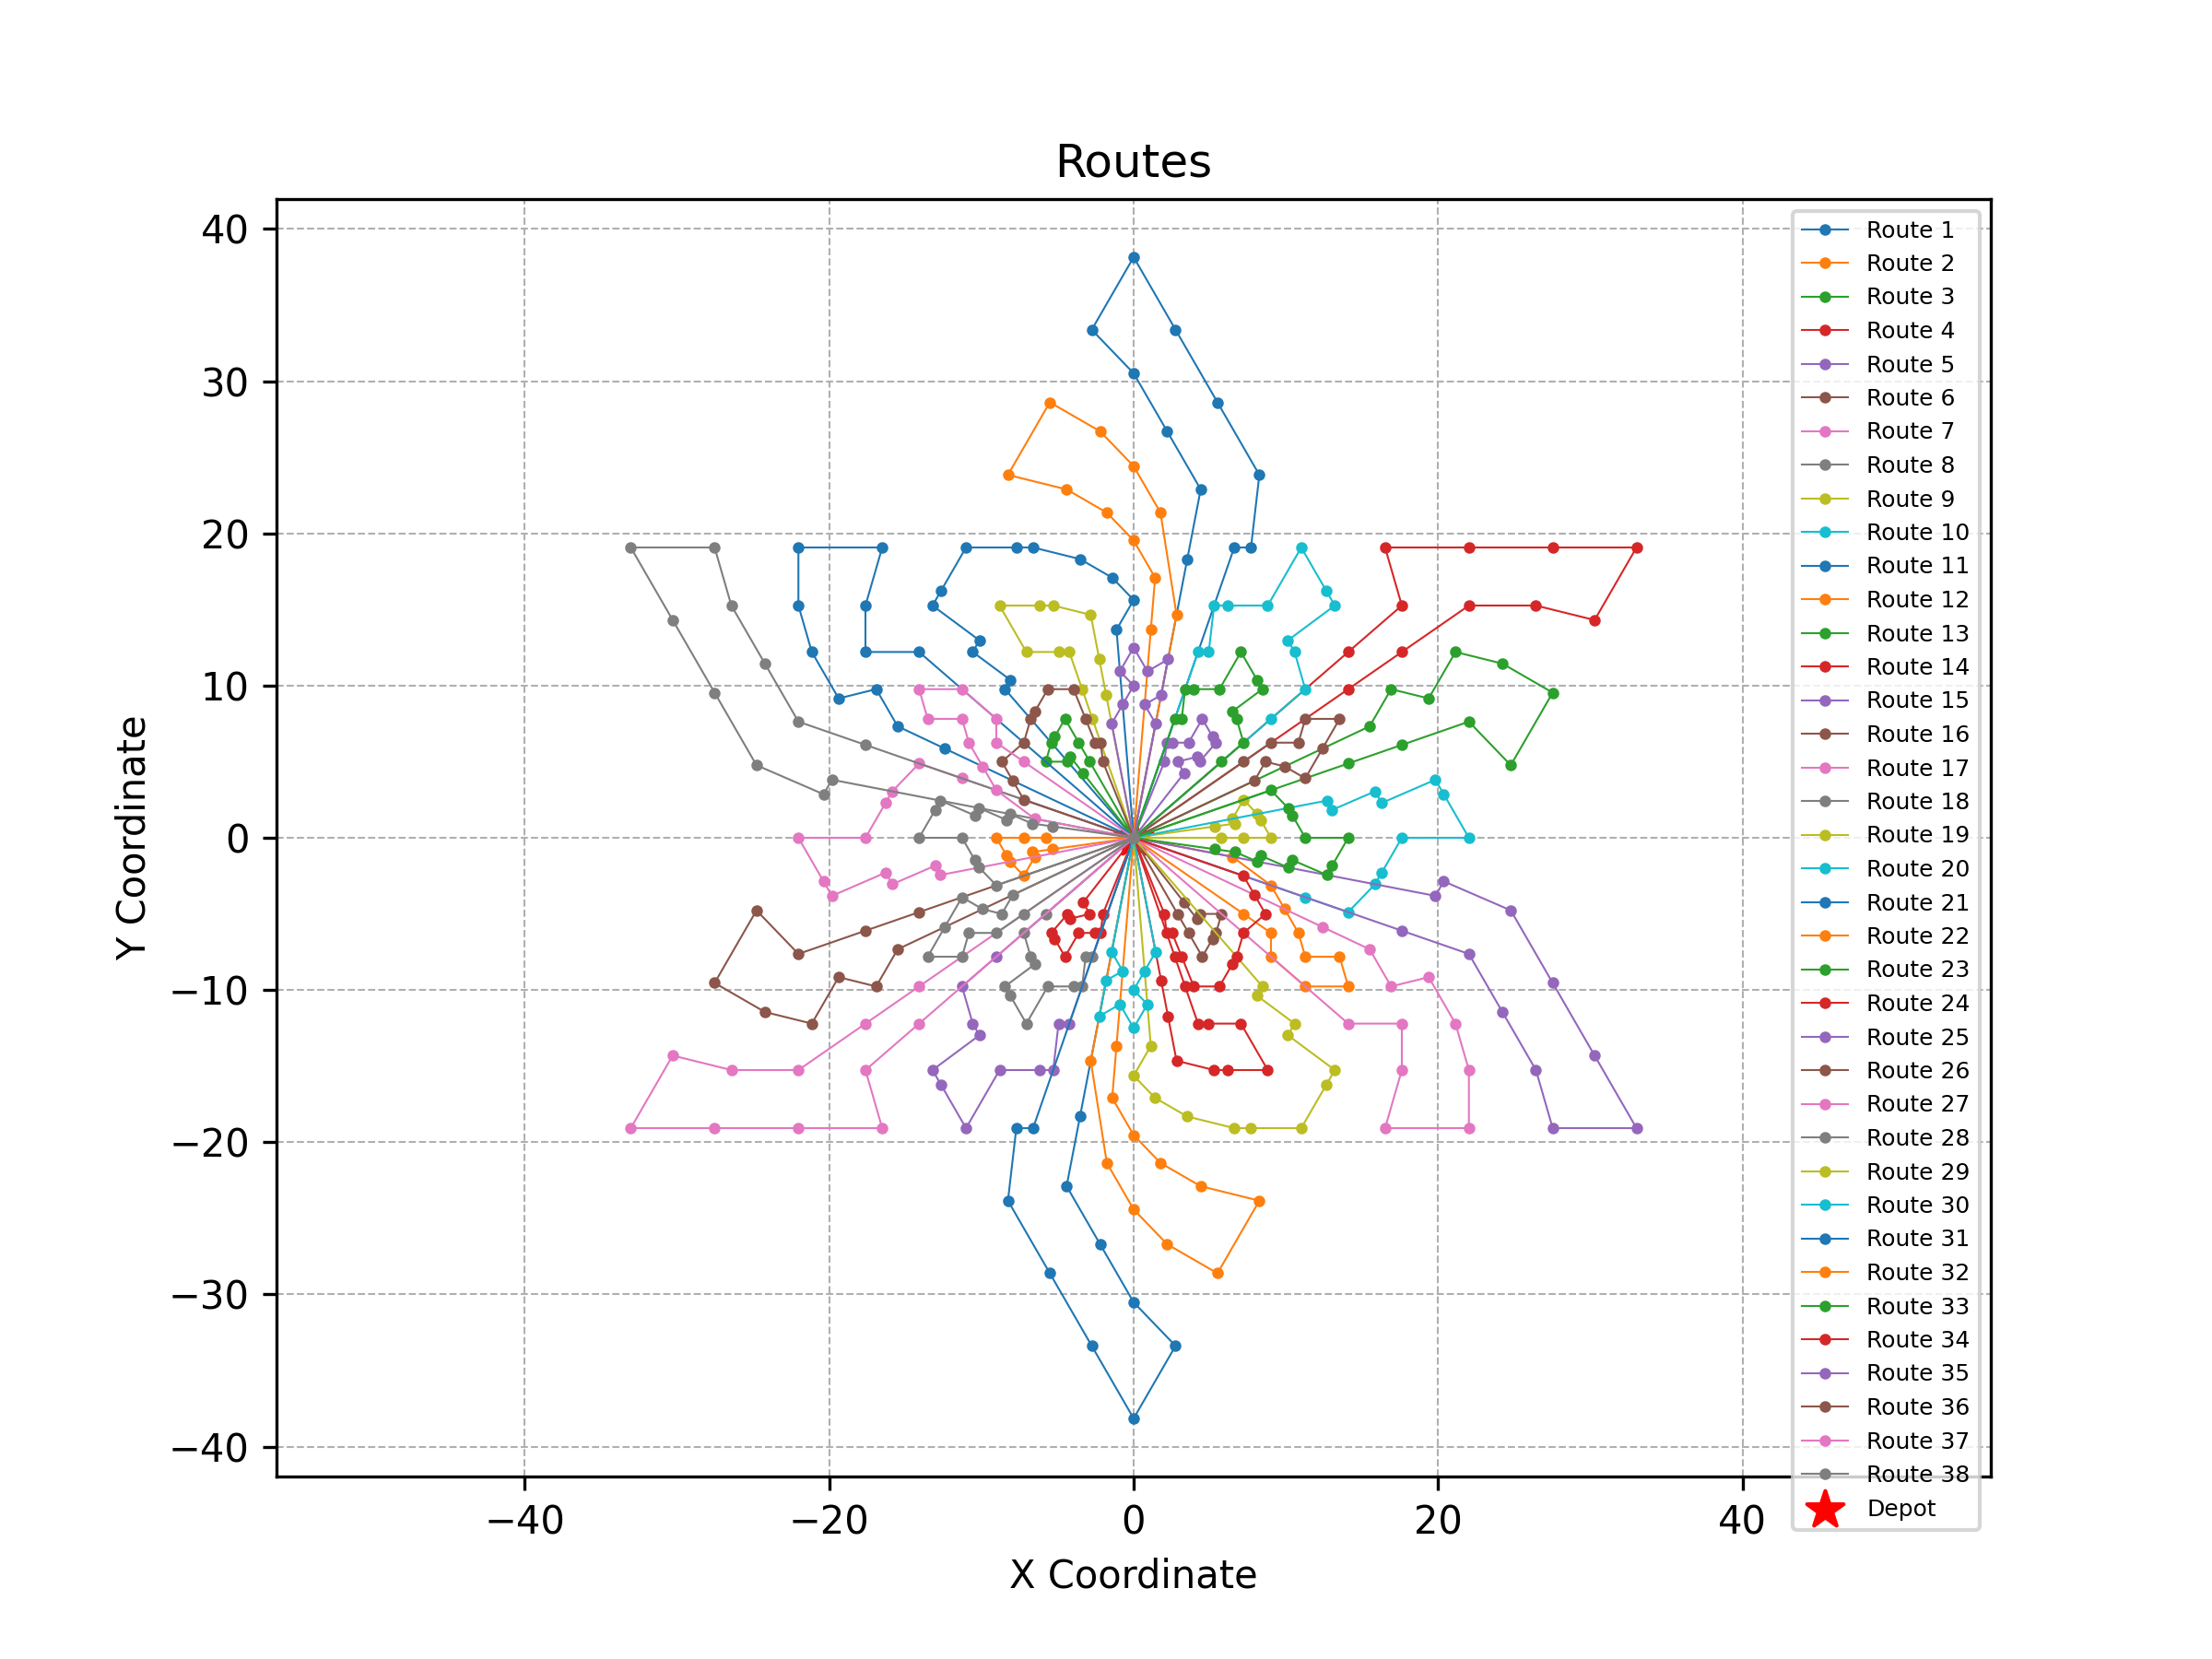 Routes
40
30
20
10
0
−10
−20
−30
−40
Y Coordinate
−40
−20
0
20
40
X Coordinate
Route 1
Route 2
Route 3
Route 4
Route 5
Route 6
Route 7
Route 8
Route 9
Route 10
Route 11
Route 12
Route 13
Route 14
Route 15
Route 16
Route 17
Route 18
Route 19
Route 20
Route 21
Route 22
Route 23
Route 24
Route 25
Route 26
Route 27
Route 28
Route 29
Route 30
Route 31
Route 32
Route 33
Route 34
Route 35
Route 36
Route 37
Route 38
Depot